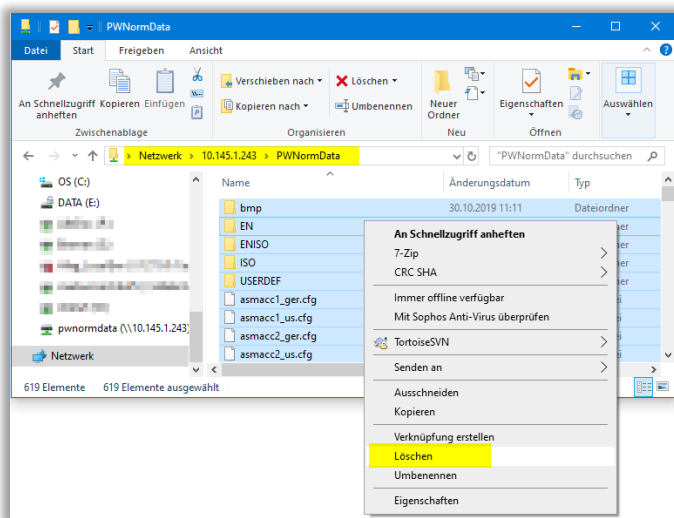 PWNormData
Datei Start Freigeben Ansicht
An Schnellzugriff anheften
Kopieren
Einfügen
Verschieben nach
Kopieren nach
Löschen
Umbenennen
Neuer Ordner
Eigenschaften
Auswählen
Zwischenablage Organisieren Neu Öffnen
Netzwerk > 10.145.1.243 > PWNormData
"PWNormData" durchsuchen
OS (C:)
DATA (E:)
pwnormdata (\\10.145.1.243)
Netzwerk
Name Änderungsdatum Typ
bmp 30.10.2019 11:11 Dateiordner
EN
ENISO
ISO
USERDEF
asmacc1_ger.cfg
asmacc1_us.cfg
asmacc2_ger.cfg
asmacc2_us.cfg
619 Elemente 619 Elemente ausgewählt
An Schnellzugriff anheften
7-Zip
CRC SHA
Immer offline verfügbar
Mit Sophos Anti-Virus überprüfen
TortoiseSVN
Senden an
Ausschneiden
Kopieren
Verknüpfung erstellen
Löschen
Umbenennen
Eigenschaften